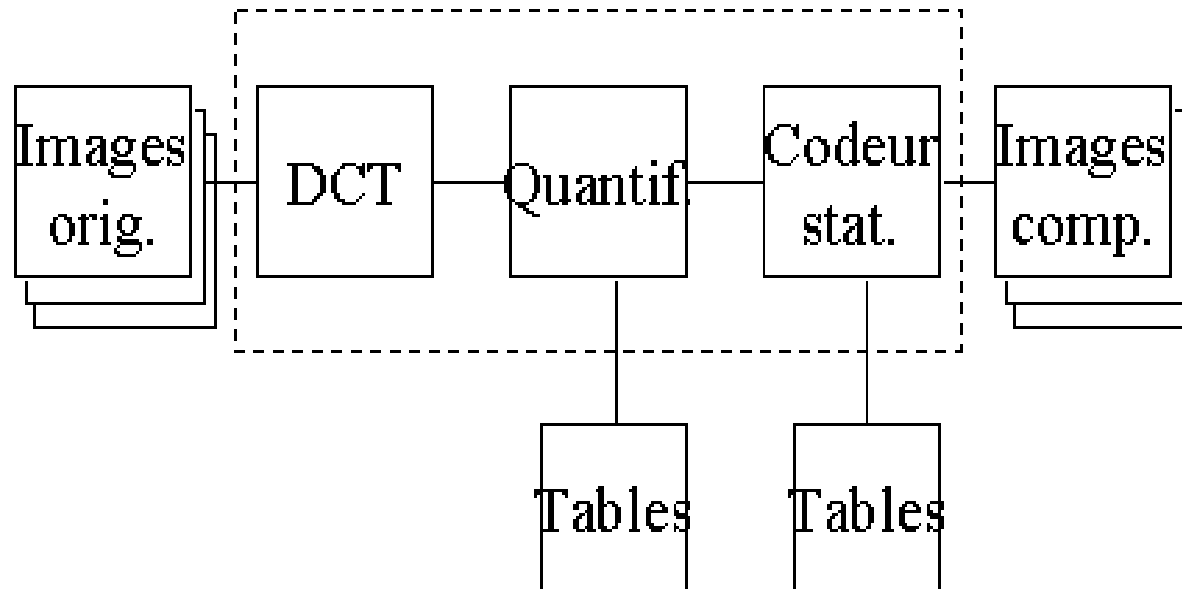 Images
orig.
DCT
Quantif.
Codeur
stat.
Images
comp.
Tables
Tables